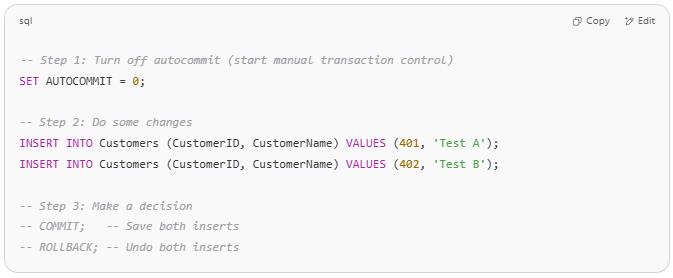 sql
Copy
Edit
-- Step 1: Turn off autocommit (start manual transaction control)
SET AUTOCOMMIT = 0;
-- Step 2: Do some changes
INSERT INTO Customers (CustomerID, CustomerName) VALUES (401, 'Test A');
INSERT INTO Customers (CustomerID, CustomerName) VALUES (402, 'Test B');
-- Step 3: Make a decision
-- COMMIT;   -- Save both inserts
-- ROLLBACK; -- Undo both inserts